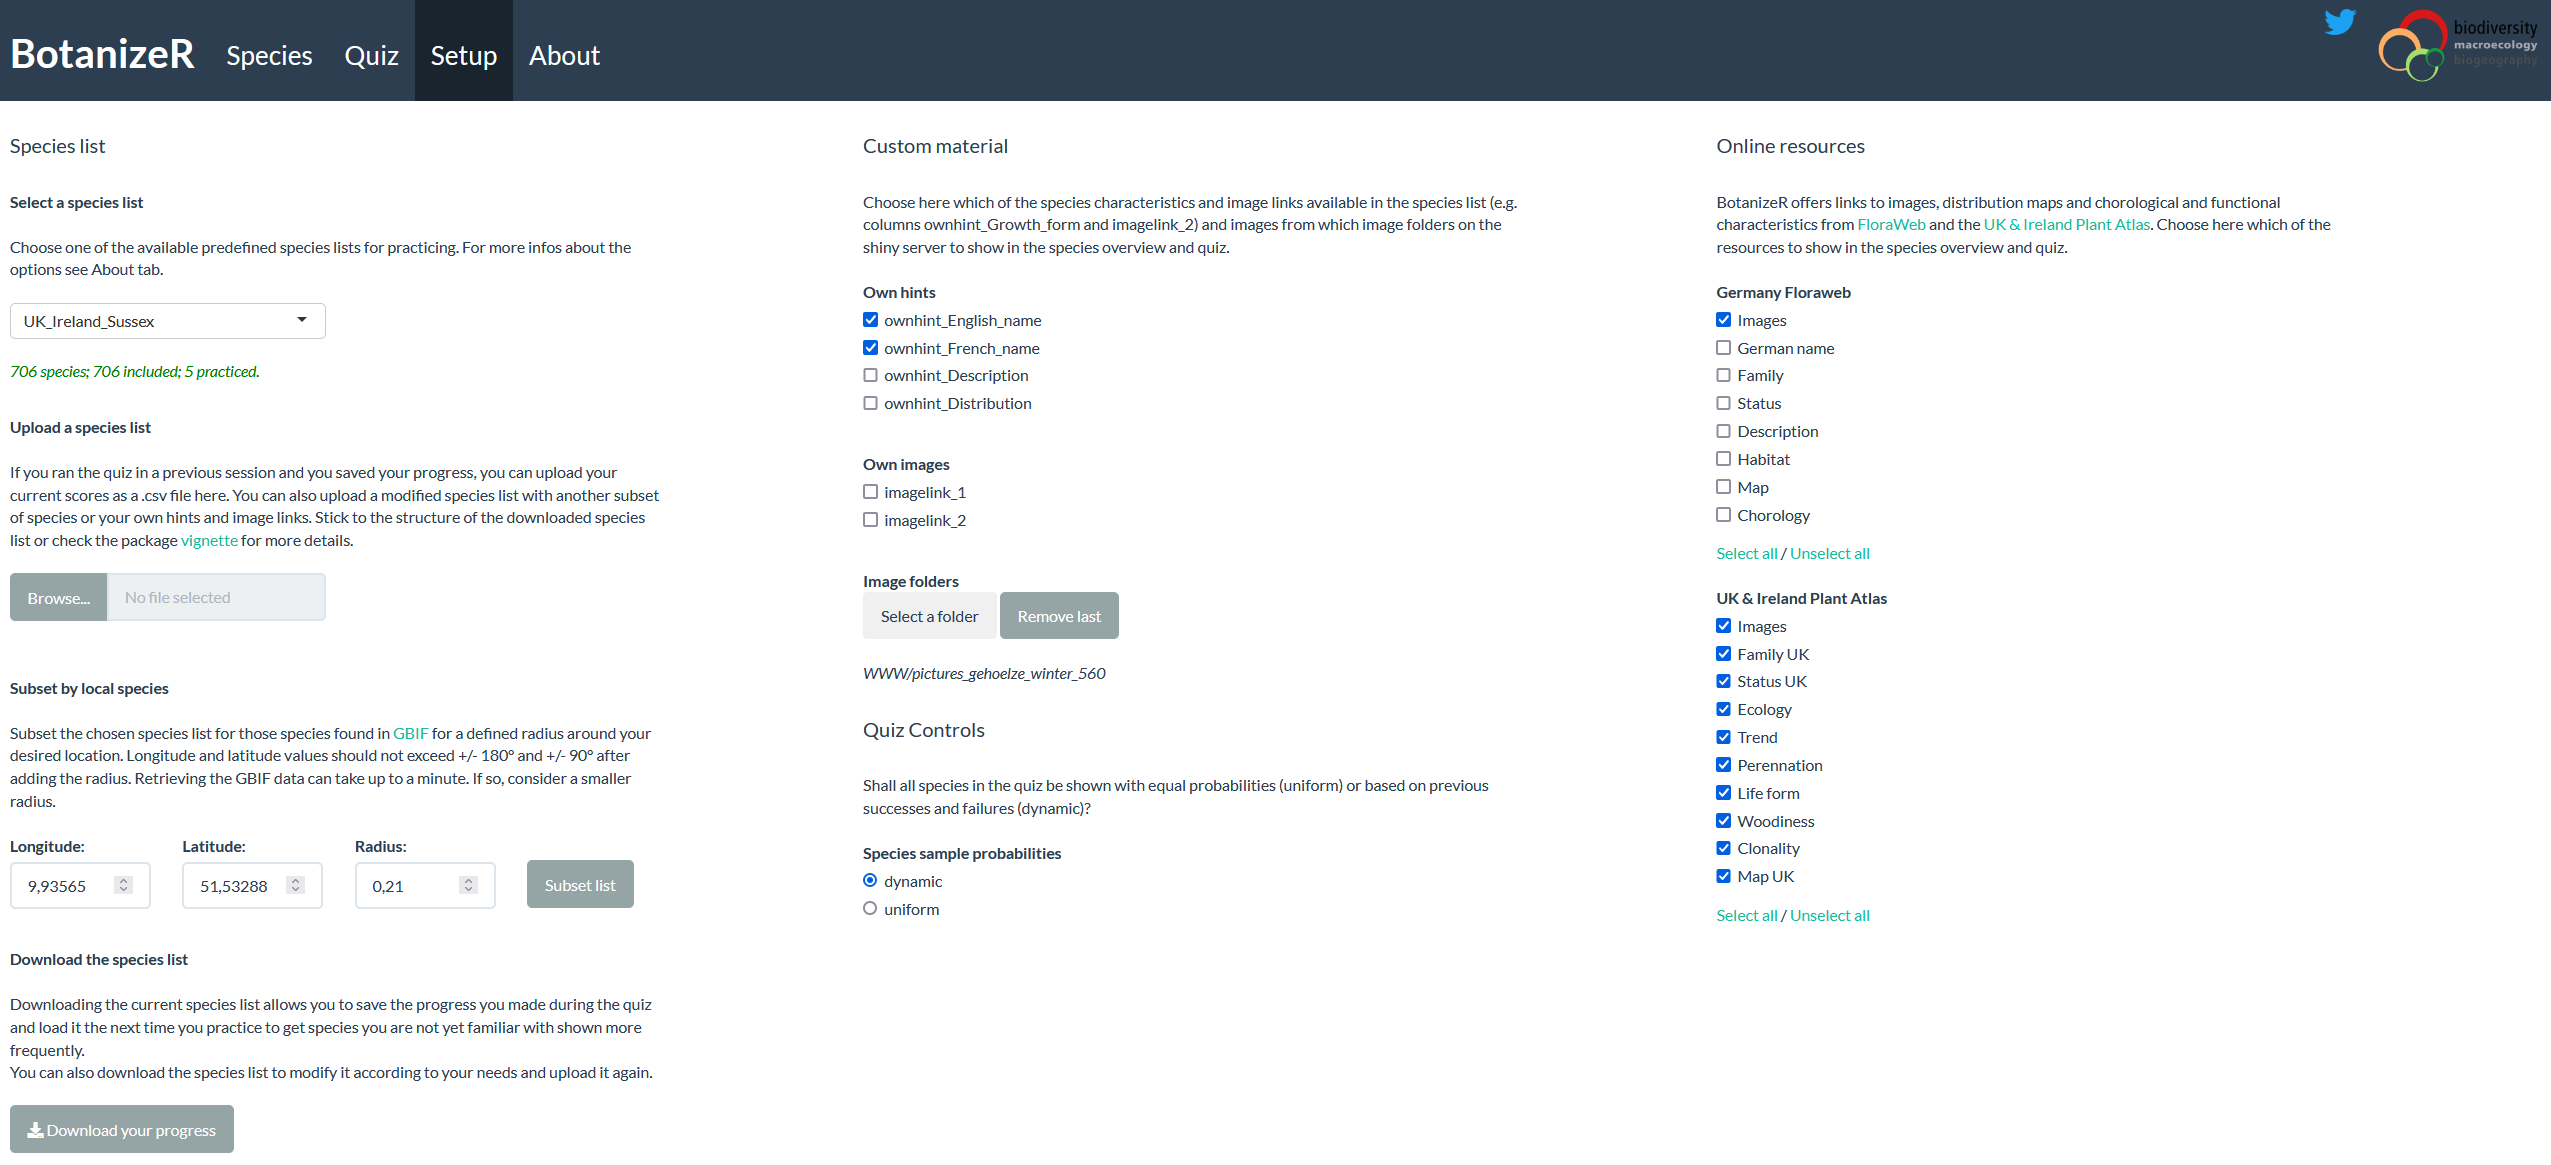 BotanizeR
Species
Quiz
Setup
About
biodiversity
macroecology
biogeography
Species list
Select a species list
Choose one of the available predefined species lists for practicing. For more infos about the
options see About tab.
UK_Ireland_Sussex
706 species; 706 included; 5 practiced.
Upload a species list
If you ran the quiz in a previous session and you saved your progress, you can upload your
current scores as a .csv file here. You can also upload a modified species list with another subset
of species or your own hints and image links. Stick to the structure of the downloaded species
list or check the package vignette for more details.
Browse...
No file selected
Subset by local species
Subset the chosen species list for those species found in GBIF for a defined radius around your
desired location. Longitude and latitude values should not exceed +/- 180° and +/- 90° after
adding the radius. Retrieving the GBIF data can take up to a minute. If so, consider a smaller
radius.
Longitude:
Latitude:
Radius:
9,93565
51,53288
0,21
Subset list
Download the species list
Downloading the current species list allows you to save the progress you made during the quiz
and load it the next time you practice to get species you are not yet familiar with shown more
frequently.
You can also download the species list to modify it according to your needs and upload it again.
Download your progress
Custom material
Choose here which of the species characteristics and image links available in the species list (e.g.
columns ownhint_Growth_form and imagelink_2) and images from which image folders on the
shiny server to show in the species overview and quiz.
Own hints
ownhint_English_name
ownhint_French_name
ownhint_Description
ownhint_Distribution
Own images
imagelink_1
imagelink_2
Image folders
Select a folder
Remove last
WWW/pictures_gehoelze_winter_560
Quiz Controls
Shall all species in the quiz be shown with equal probabilities (uniform) or based on previous
successes and failures (dynamic)?
Species sample probabilities
dynamic
uniform
Online resources
BotanizeR offers links to images, distribution maps and chorological and functional
characteristics from FloraWeb and the UK & Ireland Plant Atlas. Choose here which of the
resources to show in the species overview and quiz.
Germany Floraweb
Images
German name
Family
Status
Description
Habitat
Map
Chorology
Select all / Unselect all
UK & Ireland Plant Atlas
Images
Family UK
Status UK
Ecology
Trend
Perennation
Life form
Woodiness
Clonality
Map UK
Select all / Unselect all